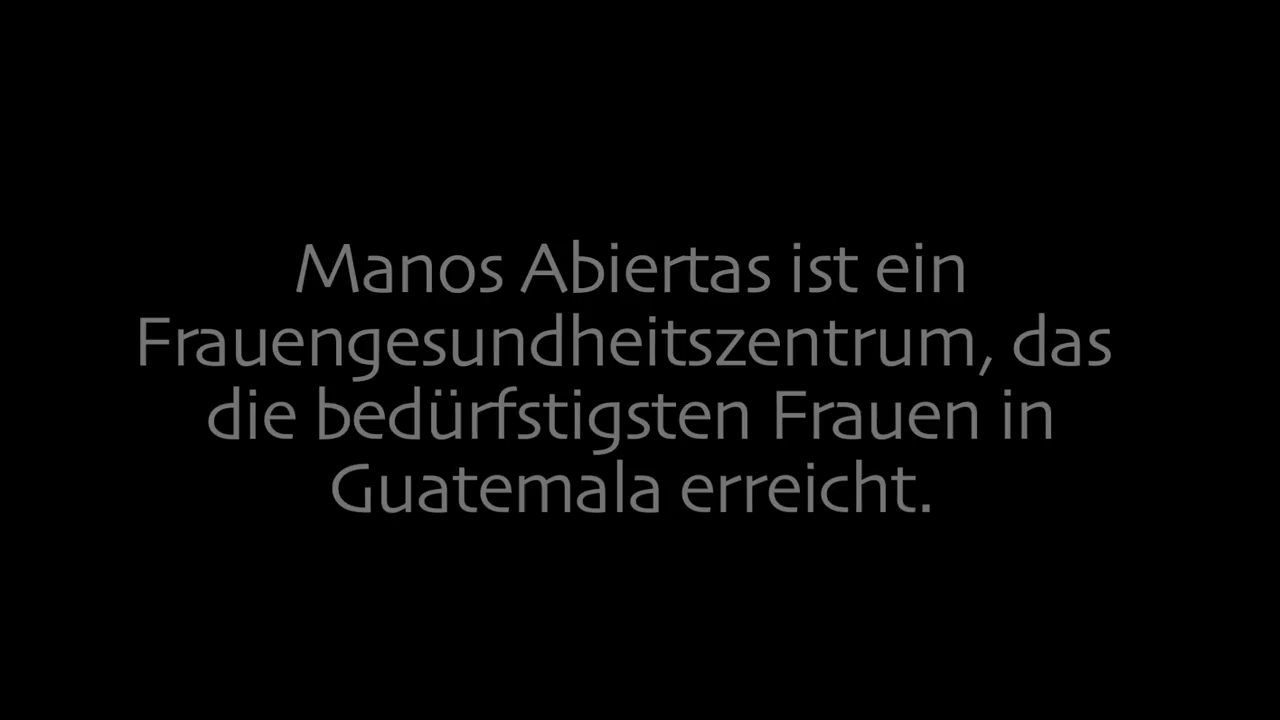 Manos Abiertas ist ein
Frauengesundheitszentrum, das
die bedürfstigsten Frauen in
Guatemala erreicht.